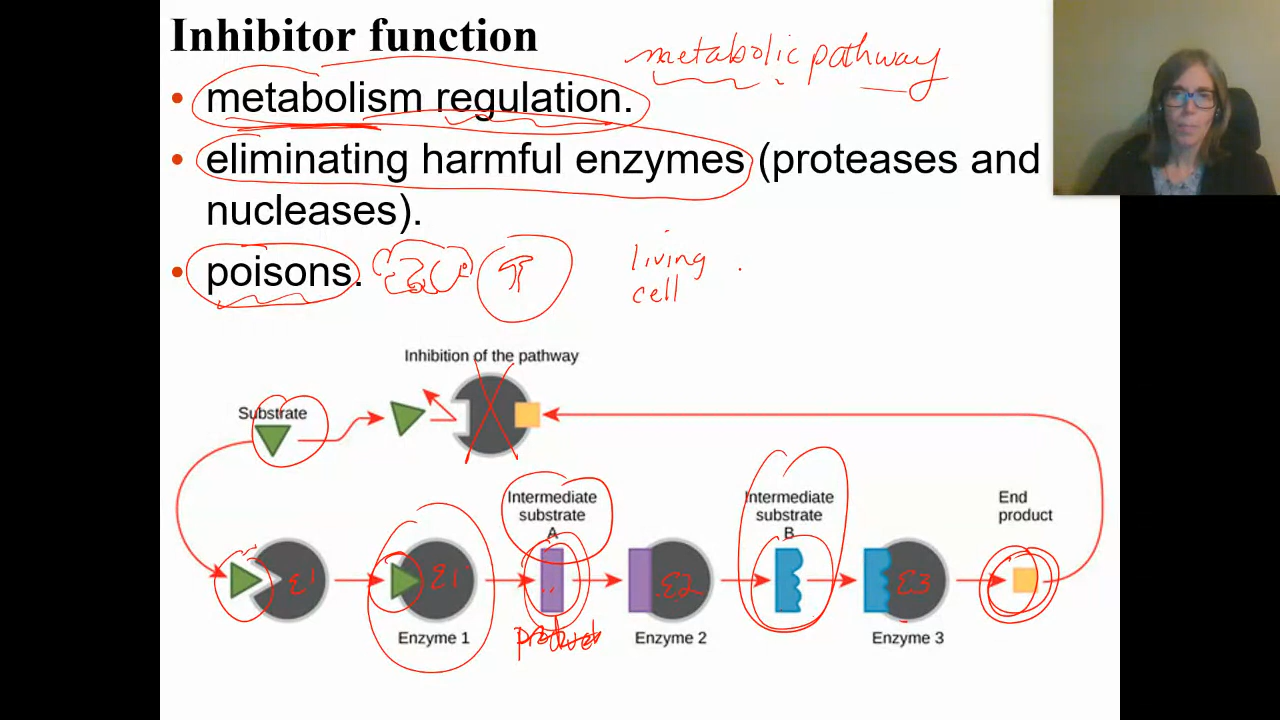 Inhibitor function
metabolic pathway
• metabolism regulation.
• eliminating harmful enzymes (proteases and
nucleases).
• poisons.
living
cell
Inhibition of the pathway
Substrate
Intermediate
substrate
A
Intermediate
substrate
B
End
product
E1
E1
E2
E3
Enzyme 1
product
Enzyme 2
Enzyme 3